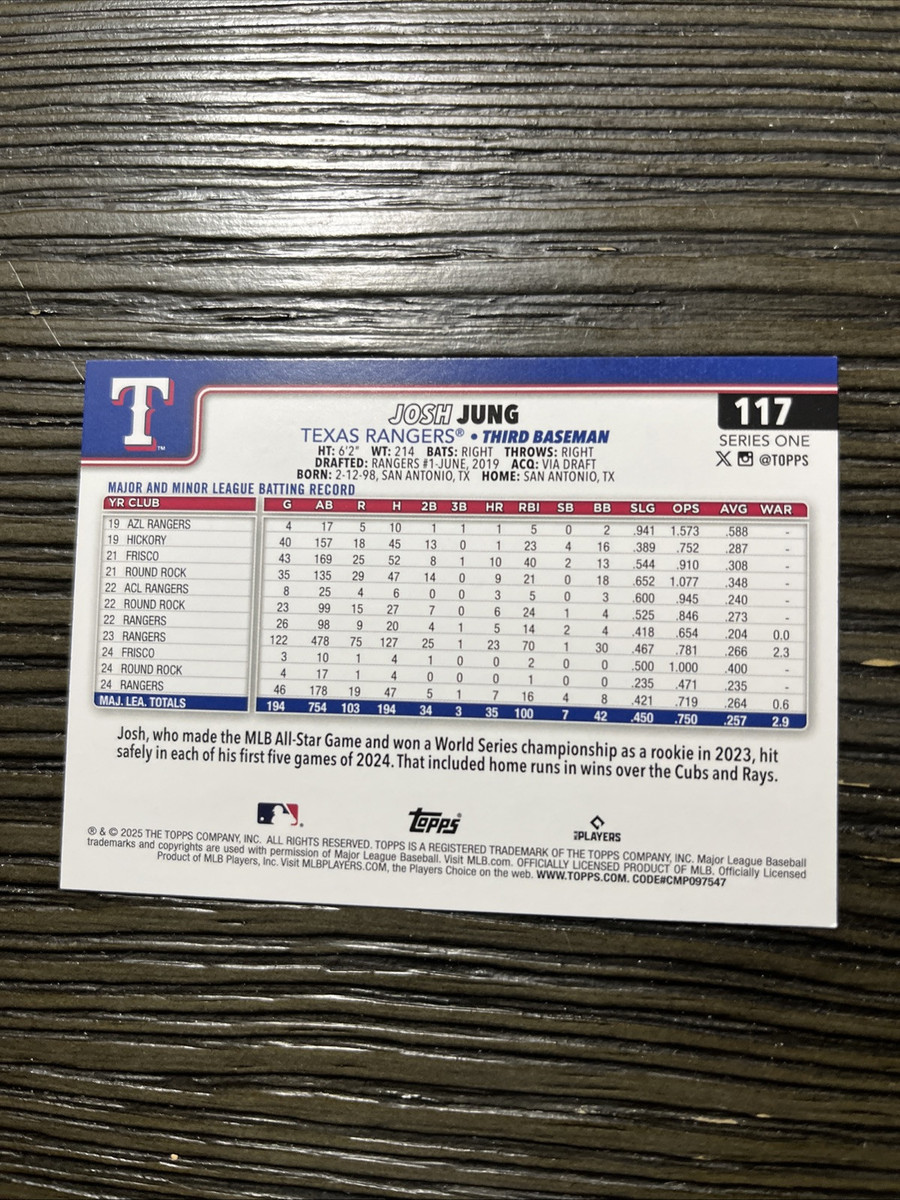 T
TM
JOSH JUNG
117
TEXAS RANGERS® • THIRD BASEMAN
SERIES ONE
HT: 6'2" WT: 214 BATS: RIGHT THROWS: RIGHT
X @TOPPS
DRAFTED: RANGERS #1-JUNE, 2019 ACQ: VIA DRAFT
BORN: 2-12-98, SAN ANTONIO, TX HOME: SAN ANTONIO, TX
MAJOR AND MINOR LEAGUE BATTING RECORD
YR CLUB G AB R H 2B 3B HR RBI SB BB SLG OPS AVG WAR
19 AZL RANGERS 4 17 5 10 1 1 1 5 0 2 .941 1.573 .588 -
19 HICKORY 40 157 18 45 13 0 1 23 4 16 .389 .752 .287 -
21 FRISCO 43 169 25 52 8 1 10 40 2 13 .544 .910 .308 -
21 ROUND ROCK 35 135 29 47 14 0 9 21 0 18 .652 1.077 .348 -
22 ACL RANGERS 8 25 4 6 0 0 3 5 0 3 .600 .945 .240 -
22 ROUND ROCK 23 99 15 27 7 0 6 24 1 4 .525 .846 .273 -
22 RANGERS 26 98 9 20 4 1 5 14 2 4 .418 .654 .204 0.0
23 RANGERS 122 478 75 127 25 1 23 70 1 30 .467 .781 .266 2.3
24 FRISCO 3 10 1 4 1 0 0 2 0 0 .500 1.000 .400 -
24 ROUND ROCK 4 17 1 4 0 0 0 1 0 0 .235 .471 .235 -
24 RANGERS 46 178 19 47 5 1 7 16 4 8 .421 .719 .264 0.6
MAJ. LEA. TOTALS 194 754 103 194 34 3 35 100 7 42 .450 .750 .257 2.9
Josh, who made the MLB All-Star Game and won a World Series championship as a rookie in 2023, hit
safely in each of his first five games of 2024. That included home runs in wins over the Cubs and Rays.
Topps
MLB PLAYERS
® & © 2025 THE TOPPS COMPANY, INC. ALL RIGHTS RESERVED. TOPPS IS A REGISTERED TRADEMARK OF THE TOPPS COMPANY, INC. Major League Baseball
trademarks and copyrights are used with permission of Major League Baseball. Visit MLB.com. OFFICIALLY LICENSED PRODUCT OF MLB. Officially Licensed
Product of MLB Players, Inc. Visit MLBPLAYERS.COM, the Players Choice on the web. WWW.TOPPS.COM. CODE#CMP097547